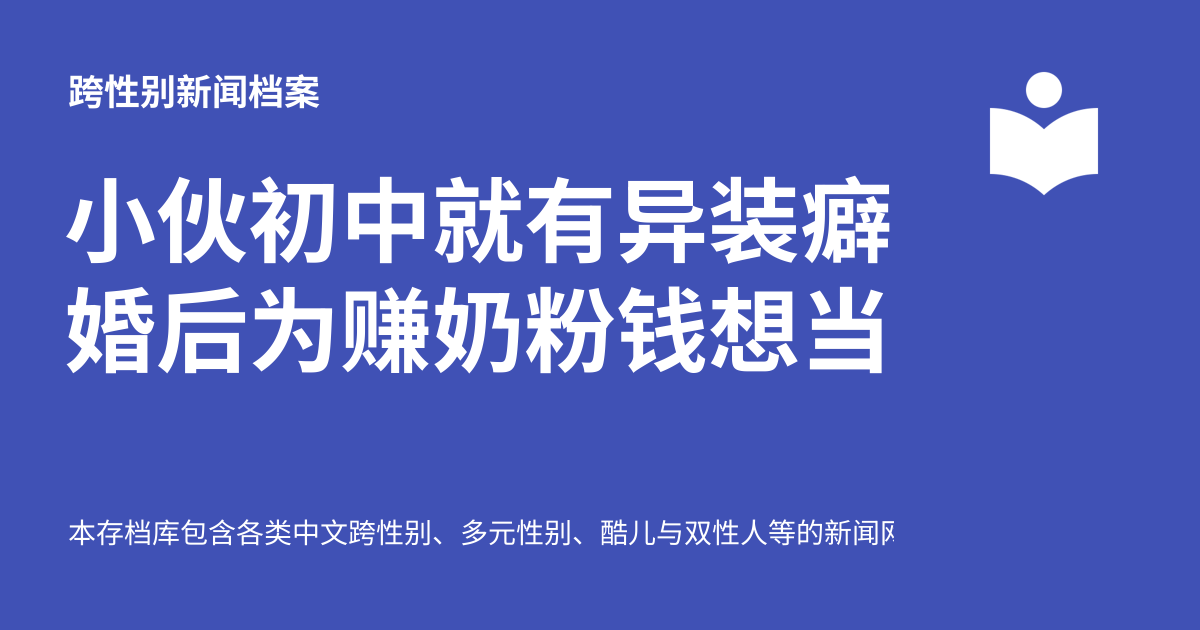 跨性别新闻档案
小伙初中就有异装癖
婚后为赚奶粉钱想当
本存档库包含各类中文跨性别、多元性别、酷儿与双性人等的新闻